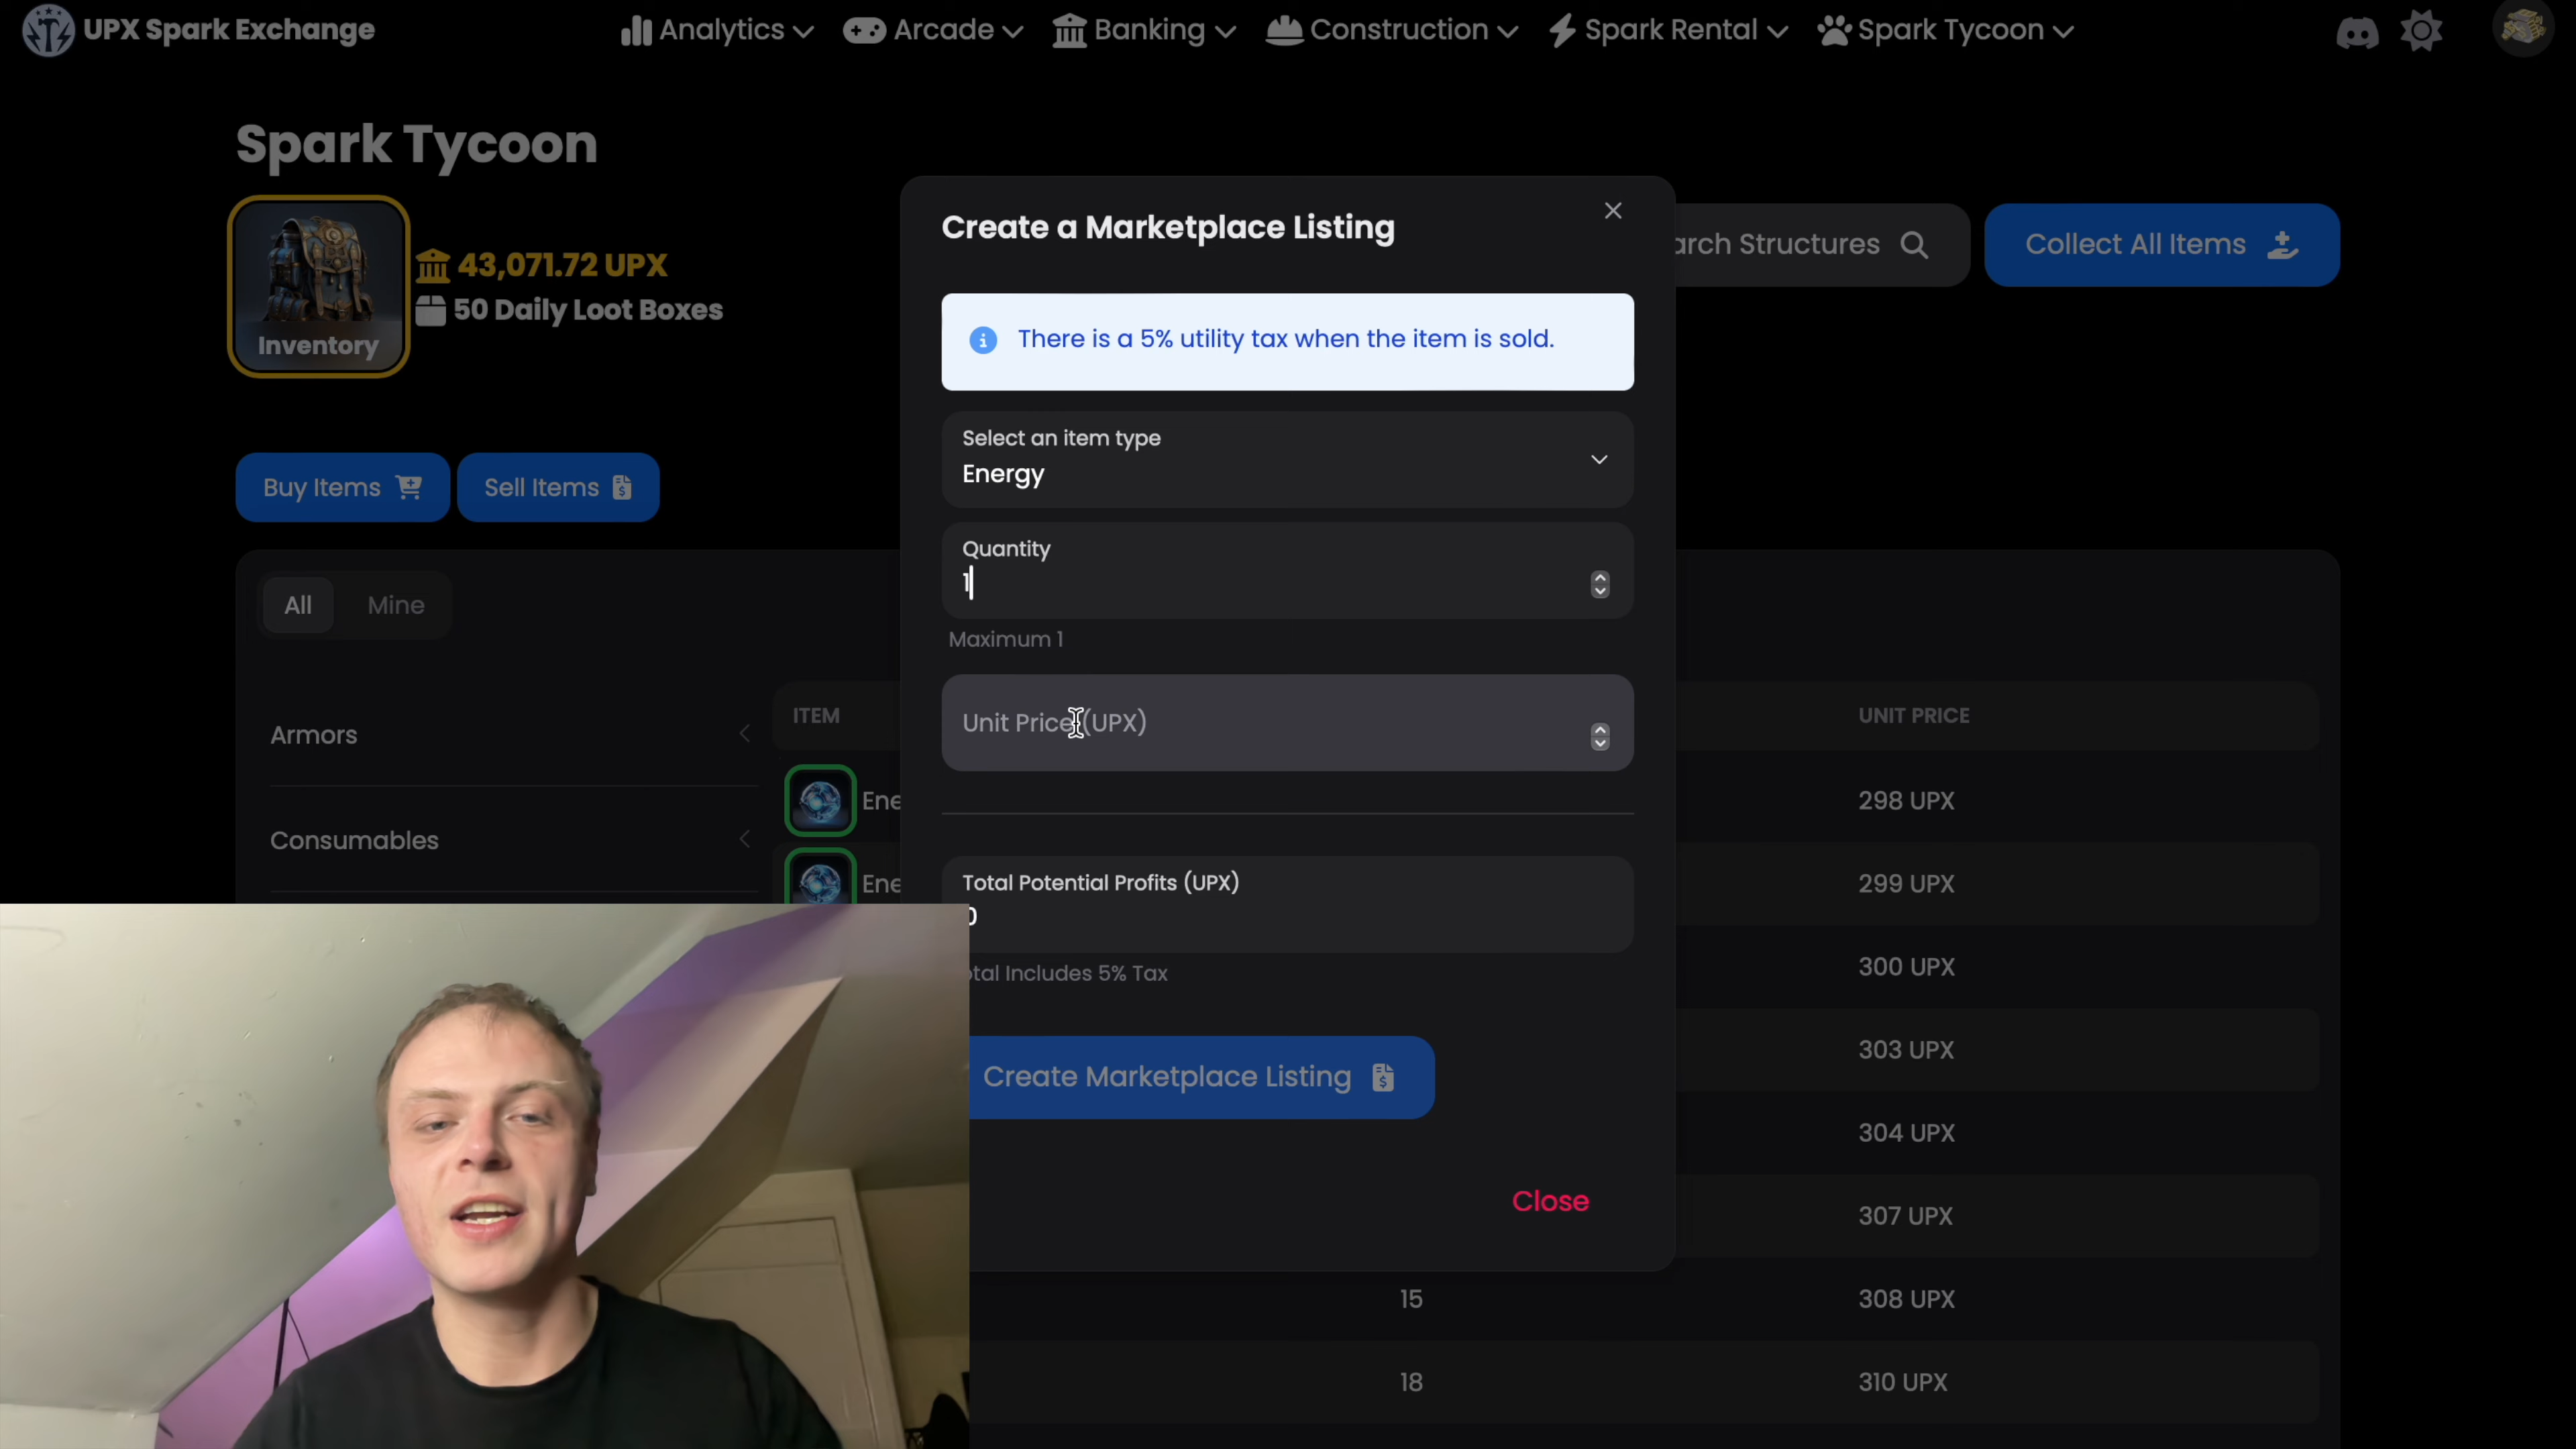 UPX Spark Exchange
Analytics
Arcade
Banking
Construction
Spark Rental
Spark Tycoon
Spark Tycoon
43,071.72 UPX
50 Daily Loot Boxes
Inventory
Structures
Collect All Items
Create a Marketplace Listing
There is a 5% utility tax when the item is sold.
Select an item type
Energy
Buy Items
Sell Items
Quantity
1
Maximum 1
All
Mine
Unit Price (UPX)
ITEM
UNIT PRICE
Armors
298 UPX
Consumables
299 UPX
Total Potential Profits (UPX)
0
300 UPX
Includes 5% Tax
303 UPX
Create Marketplace Listing
304 UPX
Close
307 UPX
15
308 UPX
18
310 UPX